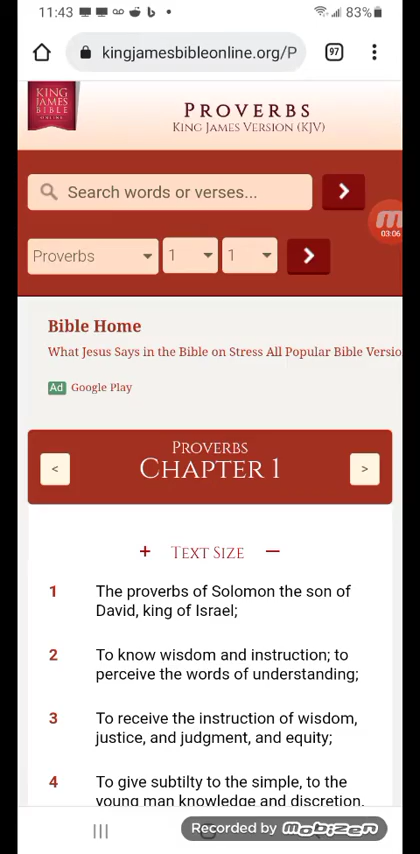 11:43
83%
kingjamesbibleonline.org/P
97
KING
JAMES
BIBLE
ONLINE
PROVERBS
KING JAMES VERSION (KJV)
Search words or verses...
03:06
Proverbs 1 1
Bible Home
What Jesus Says in the Bible on Stress All Popular Bible Versio
Ad Google Play
PROVERBS
< CHAPTER 1 >
+ TEXT SIZE —
1 The proverbs of Solomon the son of
David, king of Israel;
2 To know wisdom and instruction; to
perceive the words of understanding;
3 To receive the instruction of wisdom,
justice, and judgment, and equity;
4 To give subtilty to the simple, to the
young man knowledge and discretion.
Recorded by mobizen